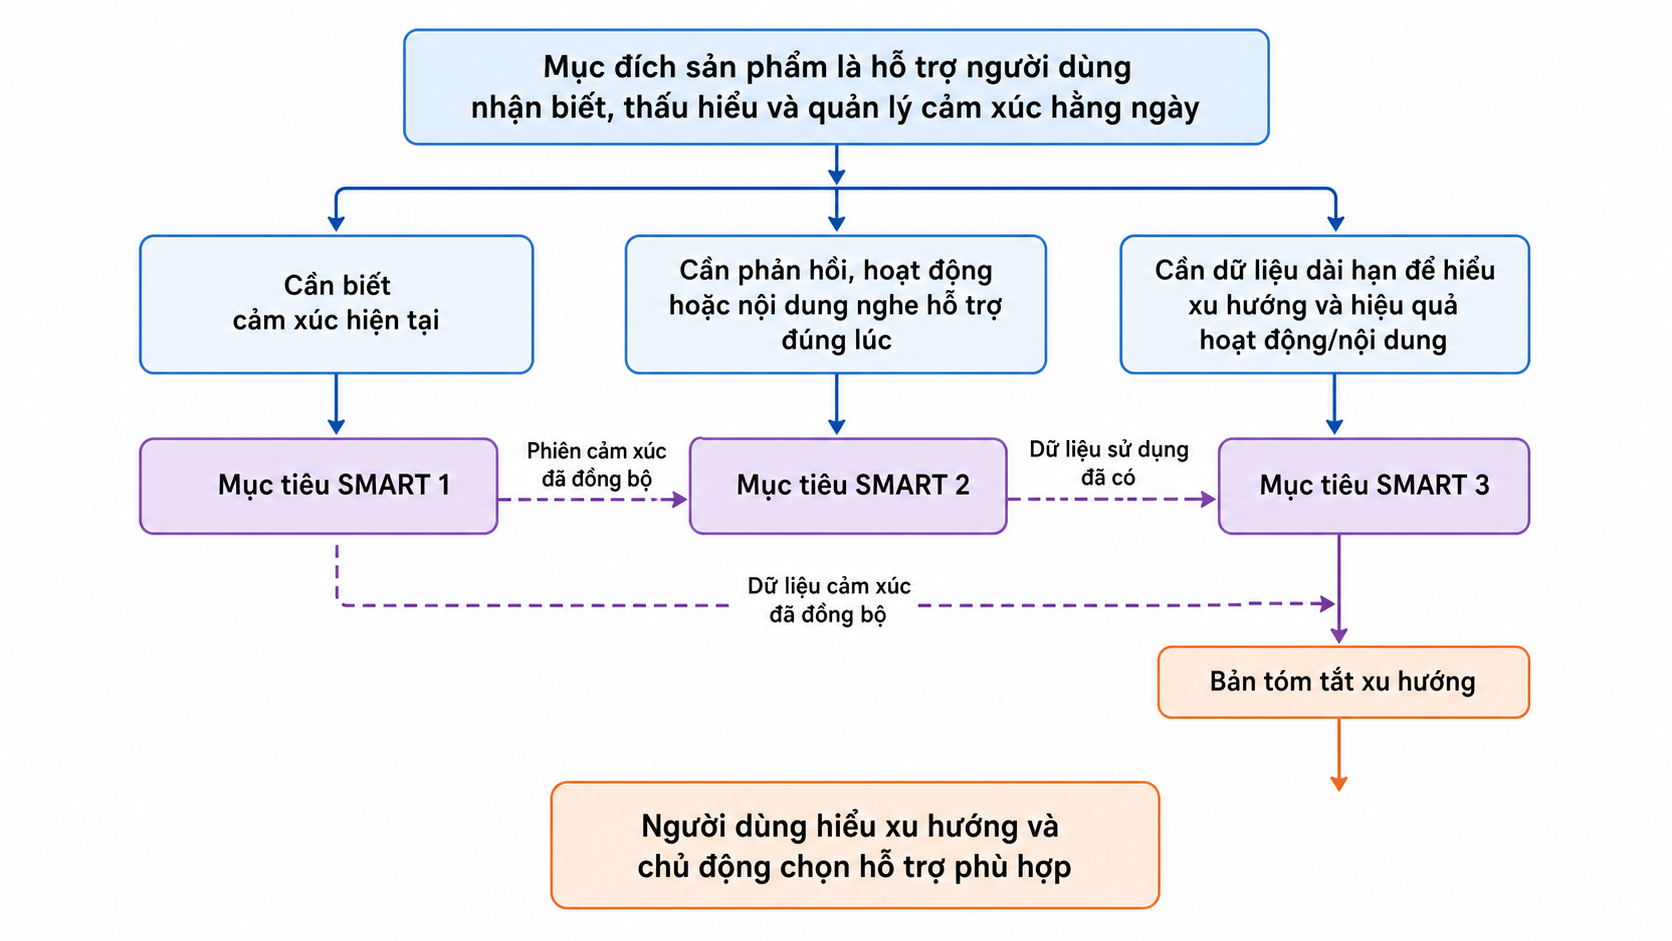 Mục đích sản phẩm là hỗ trợ người dùng
nhận biết, thấu hiểu và quản lý cảm xúc hằng ngày
Cần biết
cảm xúc hiện tại
Cần phản hồi, hoạt động
hoặc nội dung nghe hỗ trợ
đúng lúc
Cần dữ liệu dài hạn để hiểu
xu hướng và hiệu quả
hoạt động/nội dung
Mục tiêu SMART 1
Phiên cảm xúc
đã đồng bộ
Mục tiêu SMART 2
Dữ liệu sử dụng
đã có
Mục tiêu SMART 3
Dữ liệu cảm xúc
đã đồng bộ
Bản tóm tắt xu hướng
Người dùng hiểu xu hướng và
chủ động chọn hỗ trợ phù hợp